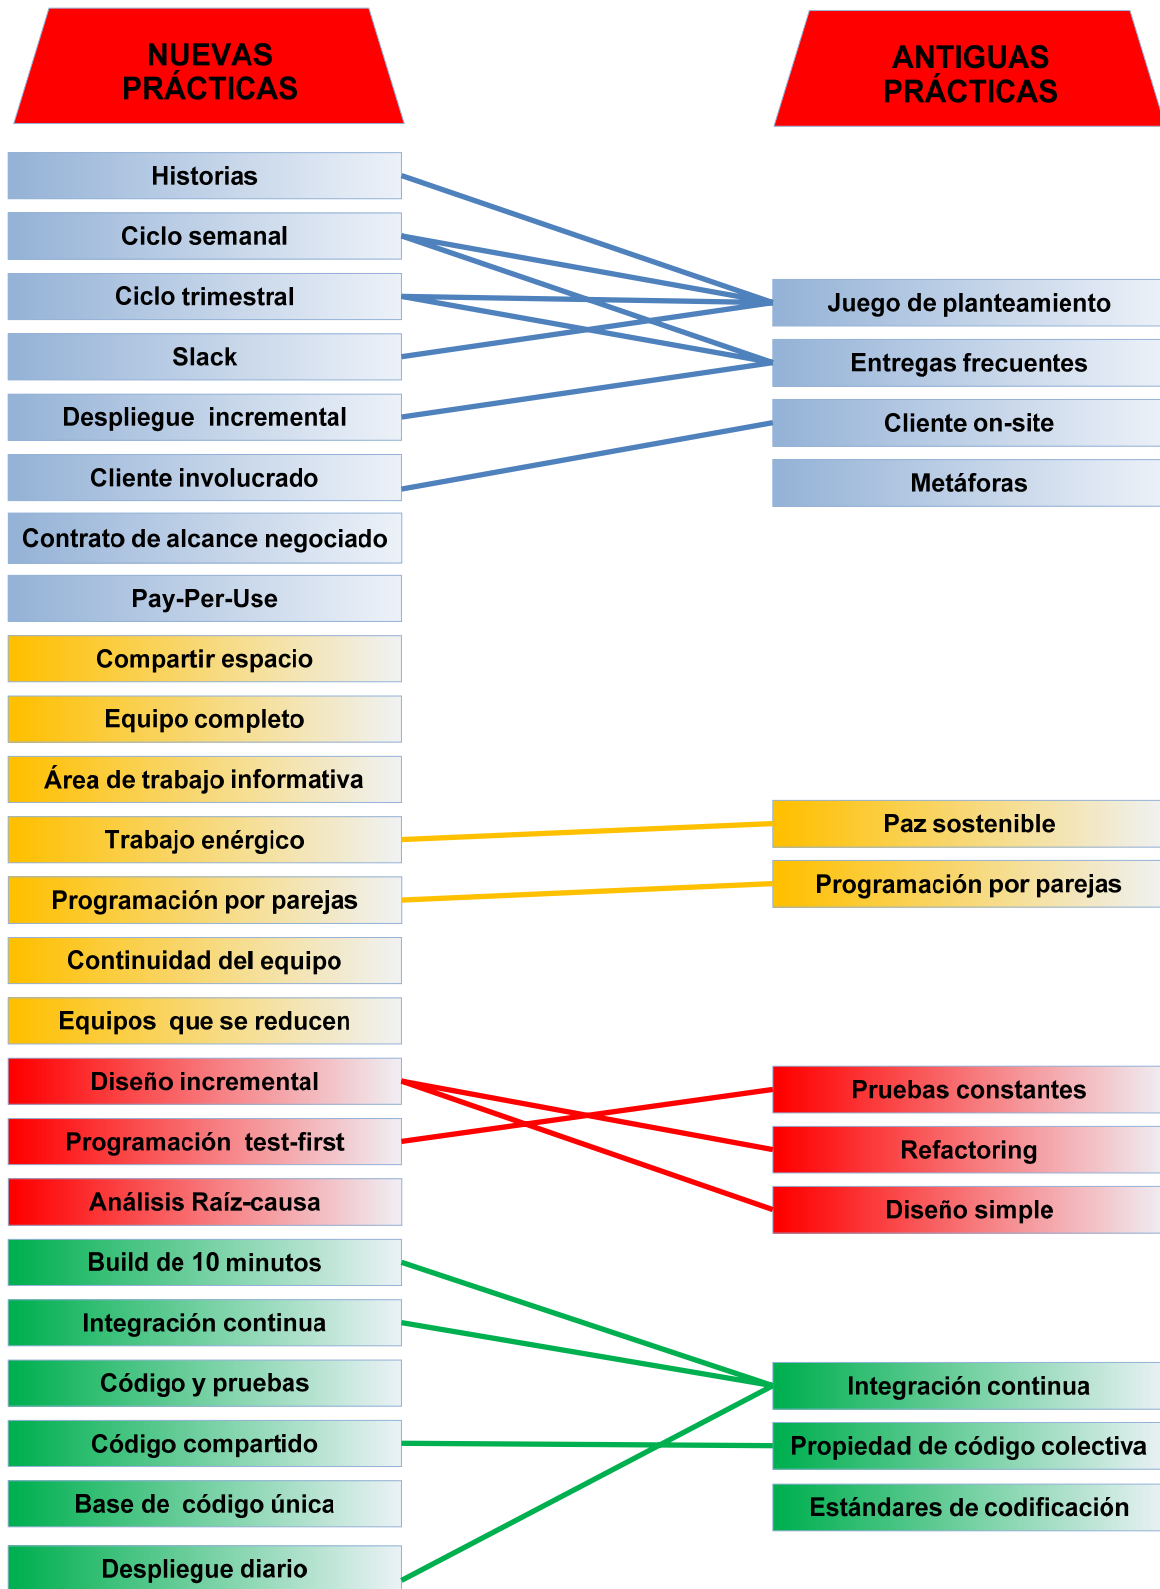 NUEVAS
PRÁCTICAS
Historias
Ciclo semanal
Ciclo trimestral
Slack
Despliegue incremental
Cliente involucrado
Contrato de alcance negociado
Pay-Per-Use
Compartir espacio
Equipo completo
Área de trabajo informativa
Trabajo enérgico
Programación por parejas
Continuidad del equipo
Equipos que se reducen
Diseño incremental
Programación test-first
Análisis Raíz-causa
Build de 10 minutos
Integración continua
Código y pruebas
Código compartido
Base de código única
Despliegue diario
ANTIGUAS
PRÁCTICAS
Juego de planteamiento
Entregas frecuentes
Cliente on-site
Metáforas
Paz sostenible
Programación por parejas
Pruebas constantes
Refactoring
Diseño simple
Integración continua
Propiedad de código colectiva
Estándares de codificación